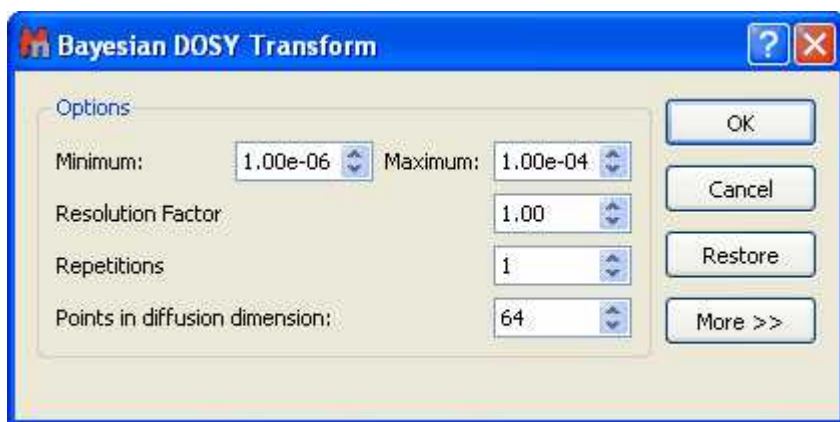 Bayesian DOSY Transform ?
Options
Minimum: 1.00e-06 Maximum: 1.00e-04
Resolution Factor 1.00
Repetitions 1
Points in diffusion dimension: 64
OK
Cancel
Restore
More >>